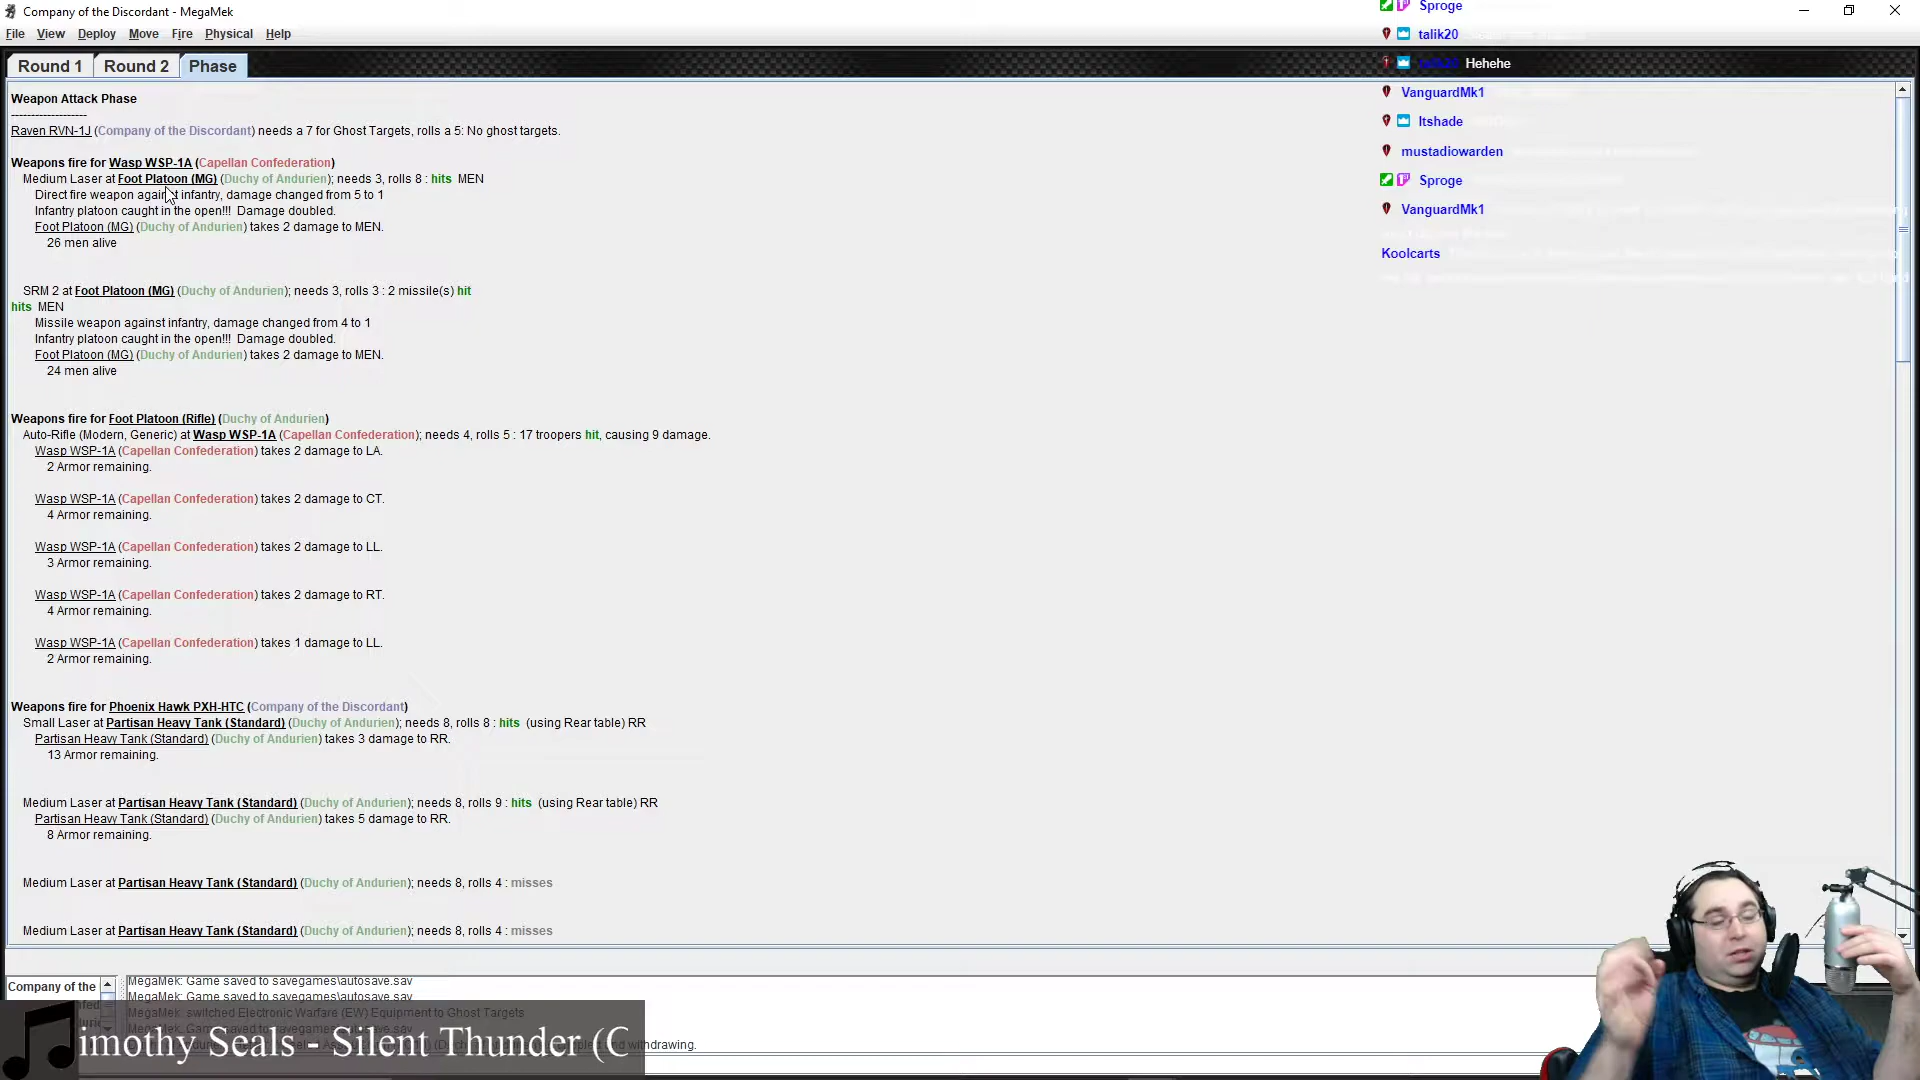 Company of the Discordant - MegaMek
File View Deploy Move Fire Physical Help
Round 1 Round 2 Phase
Weapon Attack Phase
--------------------
Raven RVN-1J (Company of the Discordant) needs a 7 for Ghost Targets, rolls a 5: No ghost targets.
Weapons fire for Wasp WSP-1A (Capellan Confederation)
Medium Laser at Foot Platoon (MG) (Duchy of Andurien); needs 3, rolls 8 : hits MEN
Direct fire weapon against infantry, damage changed from 5 to 1
Infantry platoon caught in the open!!! Damage doubled.
Foot Platoon (MG) (Duchy of Andurien) takes 2 damage to MEN.
26 men alive
SRM 2 at Foot Platoon (MG) (Duchy of Andurien); needs 3, rolls 3 : 2 missile(s) hit
hits MEN
Missile weapon against infantry, damage changed from 4 to 1
Infantry platoon caught in the open!!! Damage doubled.
Foot Platoon (MG) (Duchy of Andurien) takes 2 damage to MEN.
24 men alive
Weapons fire for Foot Platoon (Rifle) (Duchy of Andurien)
Auto-Rifle (Modern, Generic) at Wasp WSP-1A (Capellan Confederation); needs 4, rolls 5 : 17 troopers hit, causing 9 damage.
Wasp WSP-1A (Capellan Confederation) takes 2 damage to LA.
2 Armor remaining.
Wasp WSP-1A (Capellan Confederation) takes 2 damage to CT.
4 Armor remaining.
Wasp WSP-1A (Capellan Confederation) takes 2 damage to LL.
3 Armor remaining.
Wasp WSP-1A (Capellan Confederation) takes 2 damage to RT.
4 Armor remaining.
Wasp WSP-1A (Capellan Confederation) takes 1 damage to LL.
2 Armor remaining.
Weapons fire for Phoenix Hawk PXH-HTC (Company of the Discordant)
Small Laser at Partisan Heavy Tank (Standard) (Duchy of Andurien); needs 8, rolls 8 : hits (using Rear table) RR
Partisan Heavy Tank (Standard) (Duchy of Andurien) takes 3 damage to RR.
13 Armor remaining.
Medium Laser at Partisan Heavy Tank (Standard) (Duchy of Andurien); needs 8, rolls 9 : hits (using Rear table) RR
Partisan Heavy Tank (Standard) (Duchy of Andurien) takes 5 damage to RR.
8 Armor remaining.
Medium Laser at Partisan Heavy Tank (Standard) (Duchy of Andurien); needs 8, rolls 4 : misses
Medium Laser at Partisan Heavy Tank (Standard) (Duchy of Andurien); needs 8, rolls 4 : misses
Sproge
talik20
talik20 Hehehe
VanguardMk1
Itshade
mustadiowarden
Sproge
VanguardMk1
Koolcarts
Company of the
MegaMek: Game saved to savegames\autosave.sav
MegaMek: Game saved to savegames\autosave.sav
MegaMek: switched Electronic Warfare (EW) Equipment to Ghost Targets
MegaMek: Game saved to savegames\autosave.sav
withdrawing.
imothy Seals - Silent Thunder (C